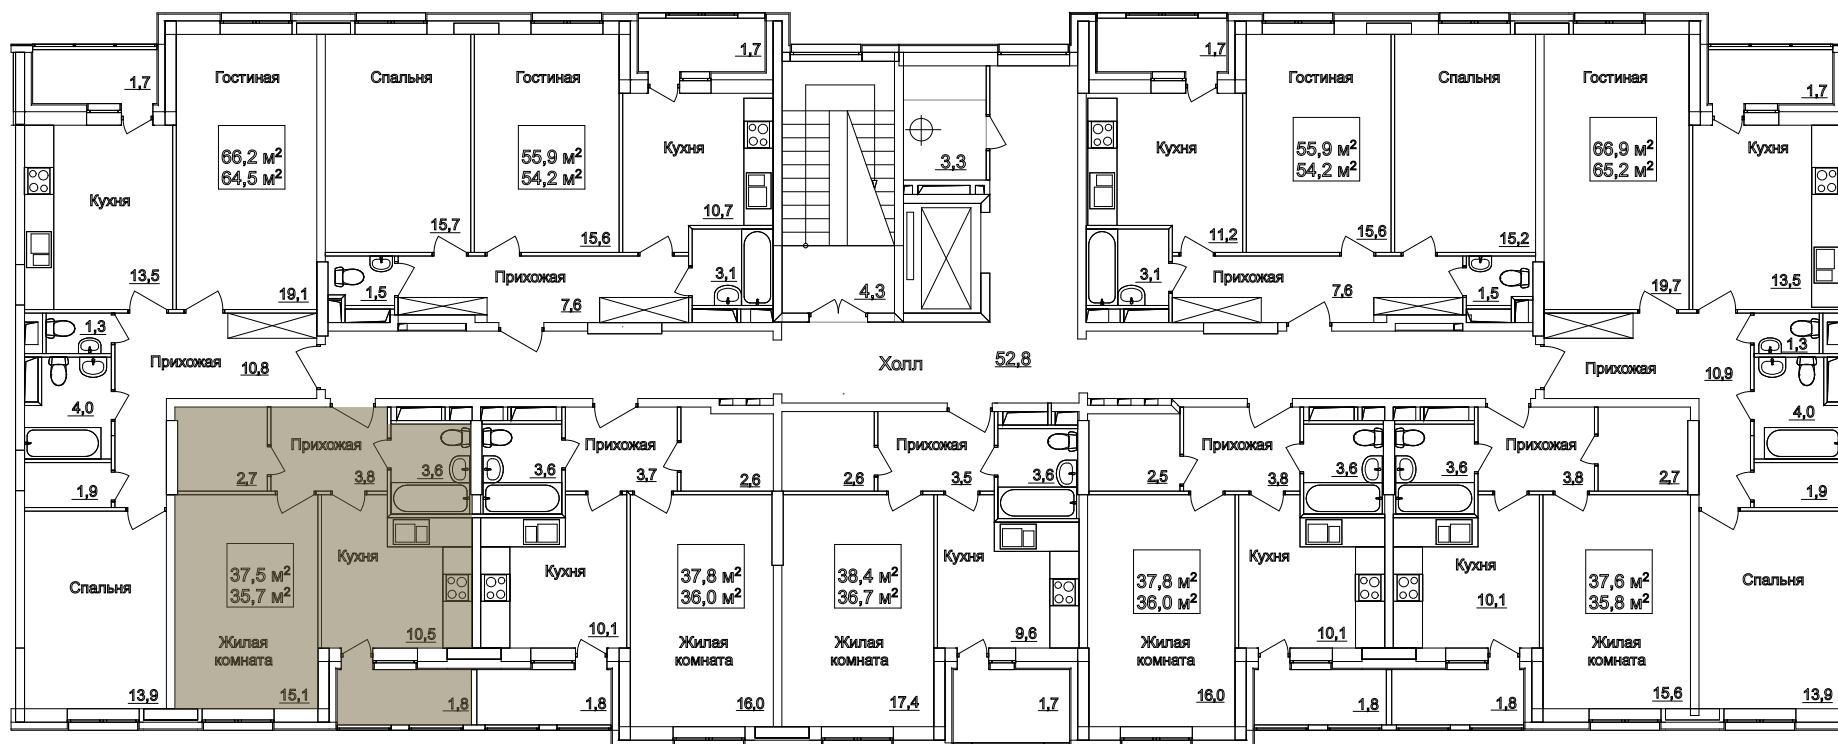 1,7
1,7
1,7
1,7
Гостиная
Спальня
Гостиная
Гостиная
Спальня
Гостиная
66,2 м²
64,5 м²
55,9 м²
54,2 м²
Кухня
3,3
Кухня
55,9 м²
54,2 м²
66,9 м²
65,2 м²
Кухня
Кухня
15,7
15,6
10,7
11,2
15,6
15,2
13,5
19,1
1,5
Прихожая
7,6
3,1
4,3
3,1
Прихожая
7,6
1,5
19,7
13,5
1,3
Прихожая
10,8
Холл
52,8
Прихожая
10,9
1,3
4,0
4,0
1,9
1,9
Прихожая
2,7
3,8
3,6
3,6
Прихожая
3,7
2,6
2,6
Прихожая
3,5
3,6
2,5
Прихожая
3,8
3,6
3,6
Прихожая
3,8
2,7
Спальня
37,5 м²
35,7 м²
Кухня
Кухня
37,8 м²
36,0 м²
38,4 м²
36,7 м²
Кухня
37,8 м²
36,0 м²
Кухня
Кухня
37,6 м²
35,8 м²
Спальня
10,5
10,1
9,6
10,1
10,1
Жилая
комната
Жилая
комната
Жилая
комната
Жилая
комната
Жилая
комната
13,9
15,1
1,8
1,8
16,0
17,4
1,7
16,0
1,8
1,8
15,6
13,9